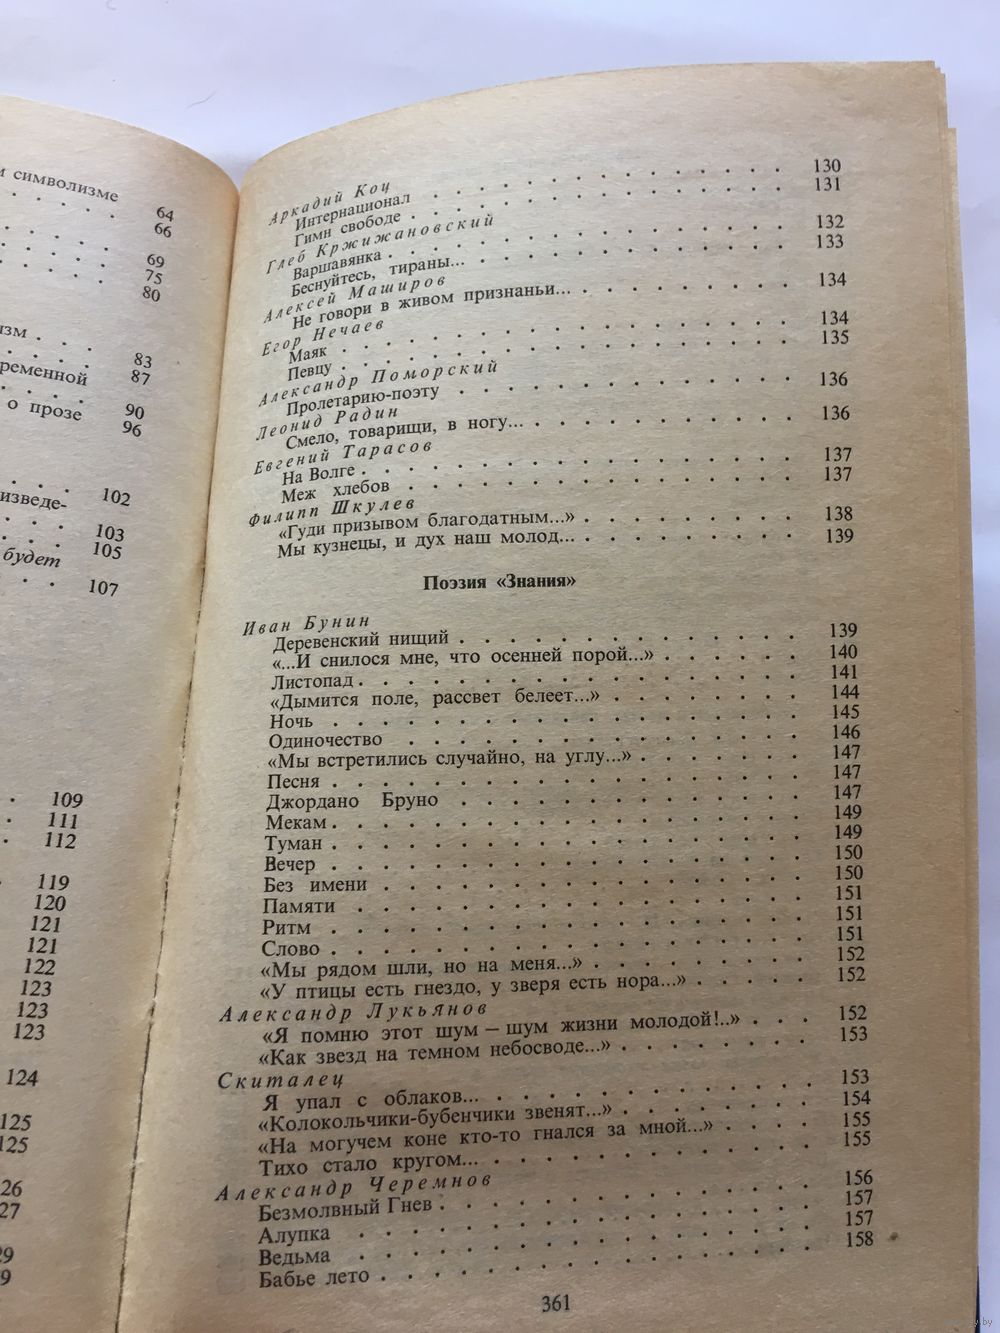 м символизме
64
66
69
75
80
изм . . .
83
ременной 87
90
о прозе 96
102
изведе-
103
105
будет
107
109
111
112
119
120
121
121
122
123
123
123
124
125
125
26
27
29
9
Аркадий Коц
Интернационал . . . 130
Гимн свободе . . . 131
Глеб Кржижановский
Варшавянка . . . 132
Беснуйтесь, тираны... . . . 133
Алексей Маширов
Не говори в живом признаньи... . . . 134
Егор Нечаев
Маяк . . . 134
Певцу . . . 135
Александр Поморский
Пролетарию-поэту . . . 136
Леонид Радин
Смело, товарищи, в ногу... . . . 136
Евгений Тарасов
На Волге . . . 137
Меж хлебов . . . 137
Филипп Шкулев
«Гуди призывом благодатным...» . . . 138
Мы кузнецы, и дух наш молод... . . . 139
Поэзия «Знания»
Иван Бунин
Деревенский нищий . . . 139
«...И снилося мне, что осенней порой...» . . . 140
Листопад . . . 141
«Дымится поле, рассвет белеет...» . . . 144
Ночь . . . 145
Одиночество . . . 146
«Мы встретились случайно, на углу...» . . . 147
Песня . . . 147
Джордано Бруно . . . 147
Мекам . . . 149
Туман . . . 149
Вечер . . . 150
Без имени . . . 150
Памяти . . . 151
Ритм . . . 151
Слово . . . 151
«Мы рядом шли, но на меня...» . . . 152
«У птицы есть гнездо, у зверя есть нора...» . . . 152
Александр Лукьянов
«Я помню этот шум — шум жизни молодой!..» . . . 152
«Как звезд на темном небосводе...» . . . 153
Скиталец
Я упал с облаков... . . . 153
«Колокольчики-бубенчики звенят...» . . . 154
«На могучем коне кто-то гнался за мной...» . . . 155
Тихо стало кругом... . . . 155
Александр Черемнов
Безмолвный Гнев . . . 156
Алупка . . . 157
Ведьма . . . 157
Бабье лето . . . 158
361